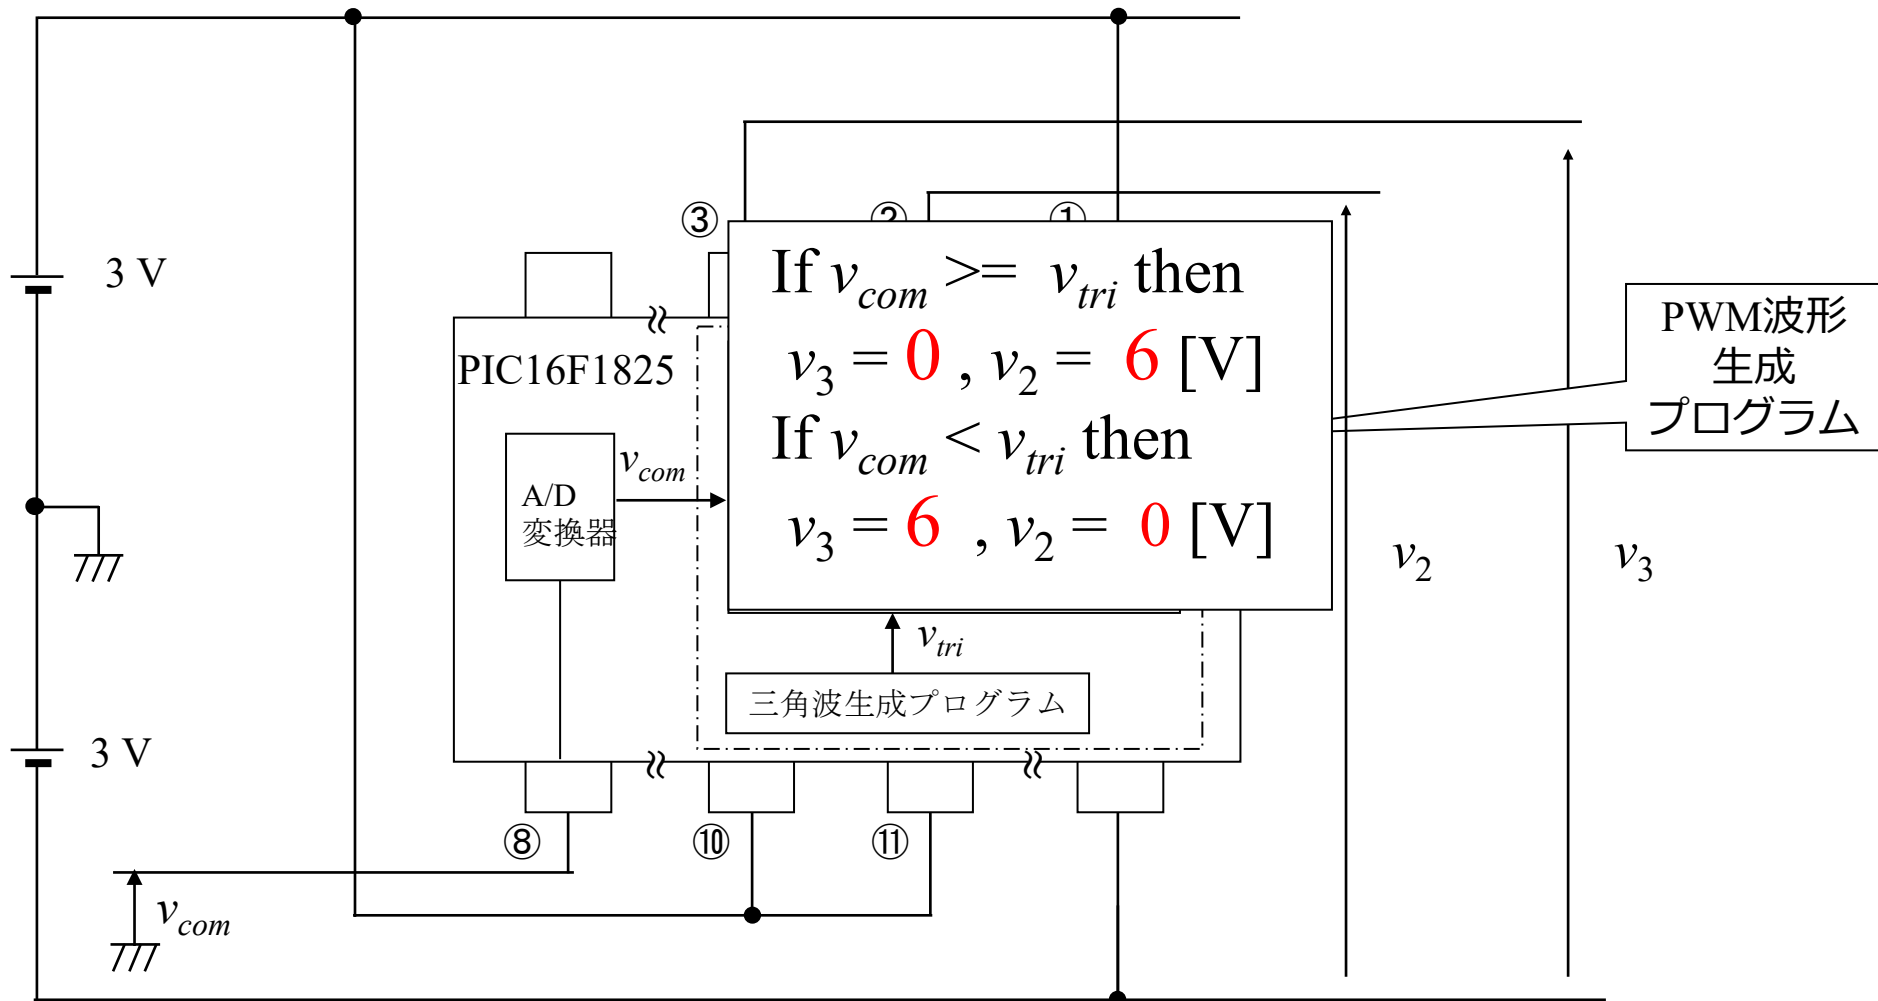 ③
②
①
3 V
If v_com >= v_tri then
v_3 = 0 , v_2 = 6 [V]
If v_com < v_tri then
v_3 = 6 , v_2 = 0 [V]
PWM波形
生成
プログラム
PIC16F1825
v_com
A/D
変換器
v_2
v_3
v_tri
三角波生成プログラム
3 V
⑧
⑩
⑪
v_com